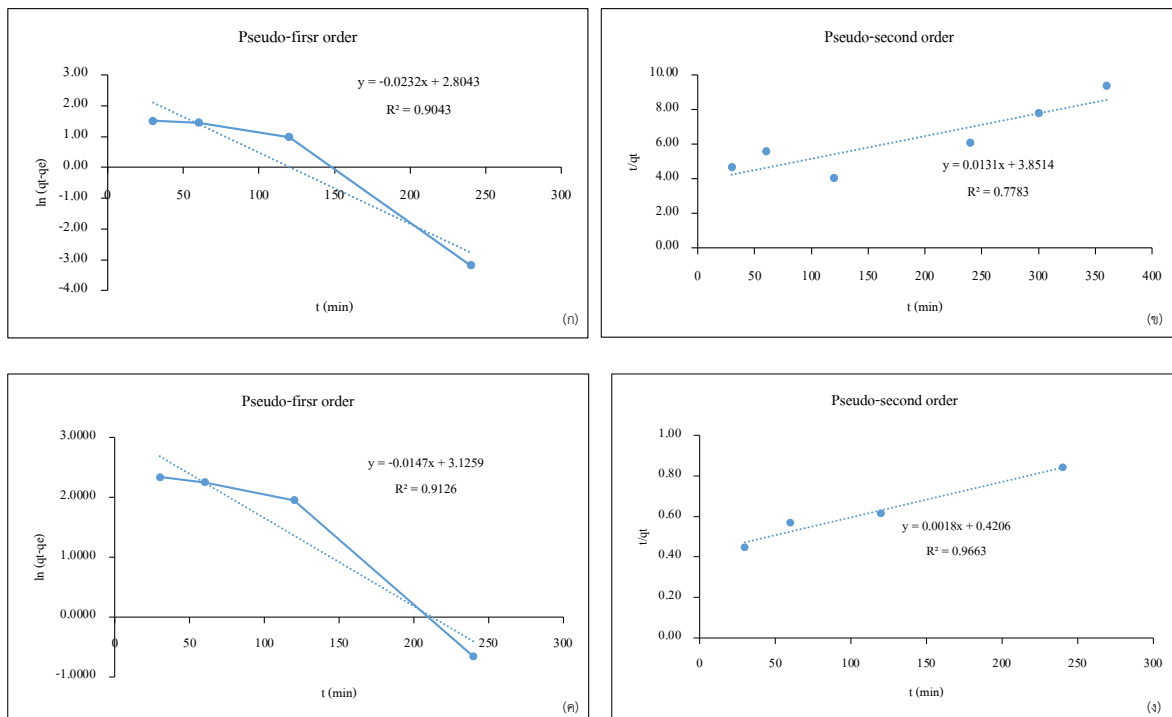 Pseudo-firsr order
y = -0.0232x + 2.8043
R² = 0.9043
ln (qt-qe)
3.00
2.00
1.00
0.00
-1.00
-2.00
-3.00
-4.00
0 50 100 150 200 250 300
t (min)
(ก)
Pseudo-second order
y = 0.0131x + 3.8514
R² = 0.7783
t/qt
10.00
8.00
6.00
4.00
2.00
0.00
0 50 100 150 200 250 300 350 400
t (min)
(ข)
Pseudo-firsr order
y = -0.0147x + 3.1259
R² = 0.9126
ln (qt-qe)
3.0000
2.0000
1.0000
0.0000
-1.0000
0 50 100 150 200 250 300
t (min)
(ค)
Pseudo-second order
y = 0.0018x + 0.4206
R² = 0.9663
t/qt
1.00
0.80
0.60
0.40
0.20
0.00
0 50 100 150 200 250 300
t (min)
(ง)